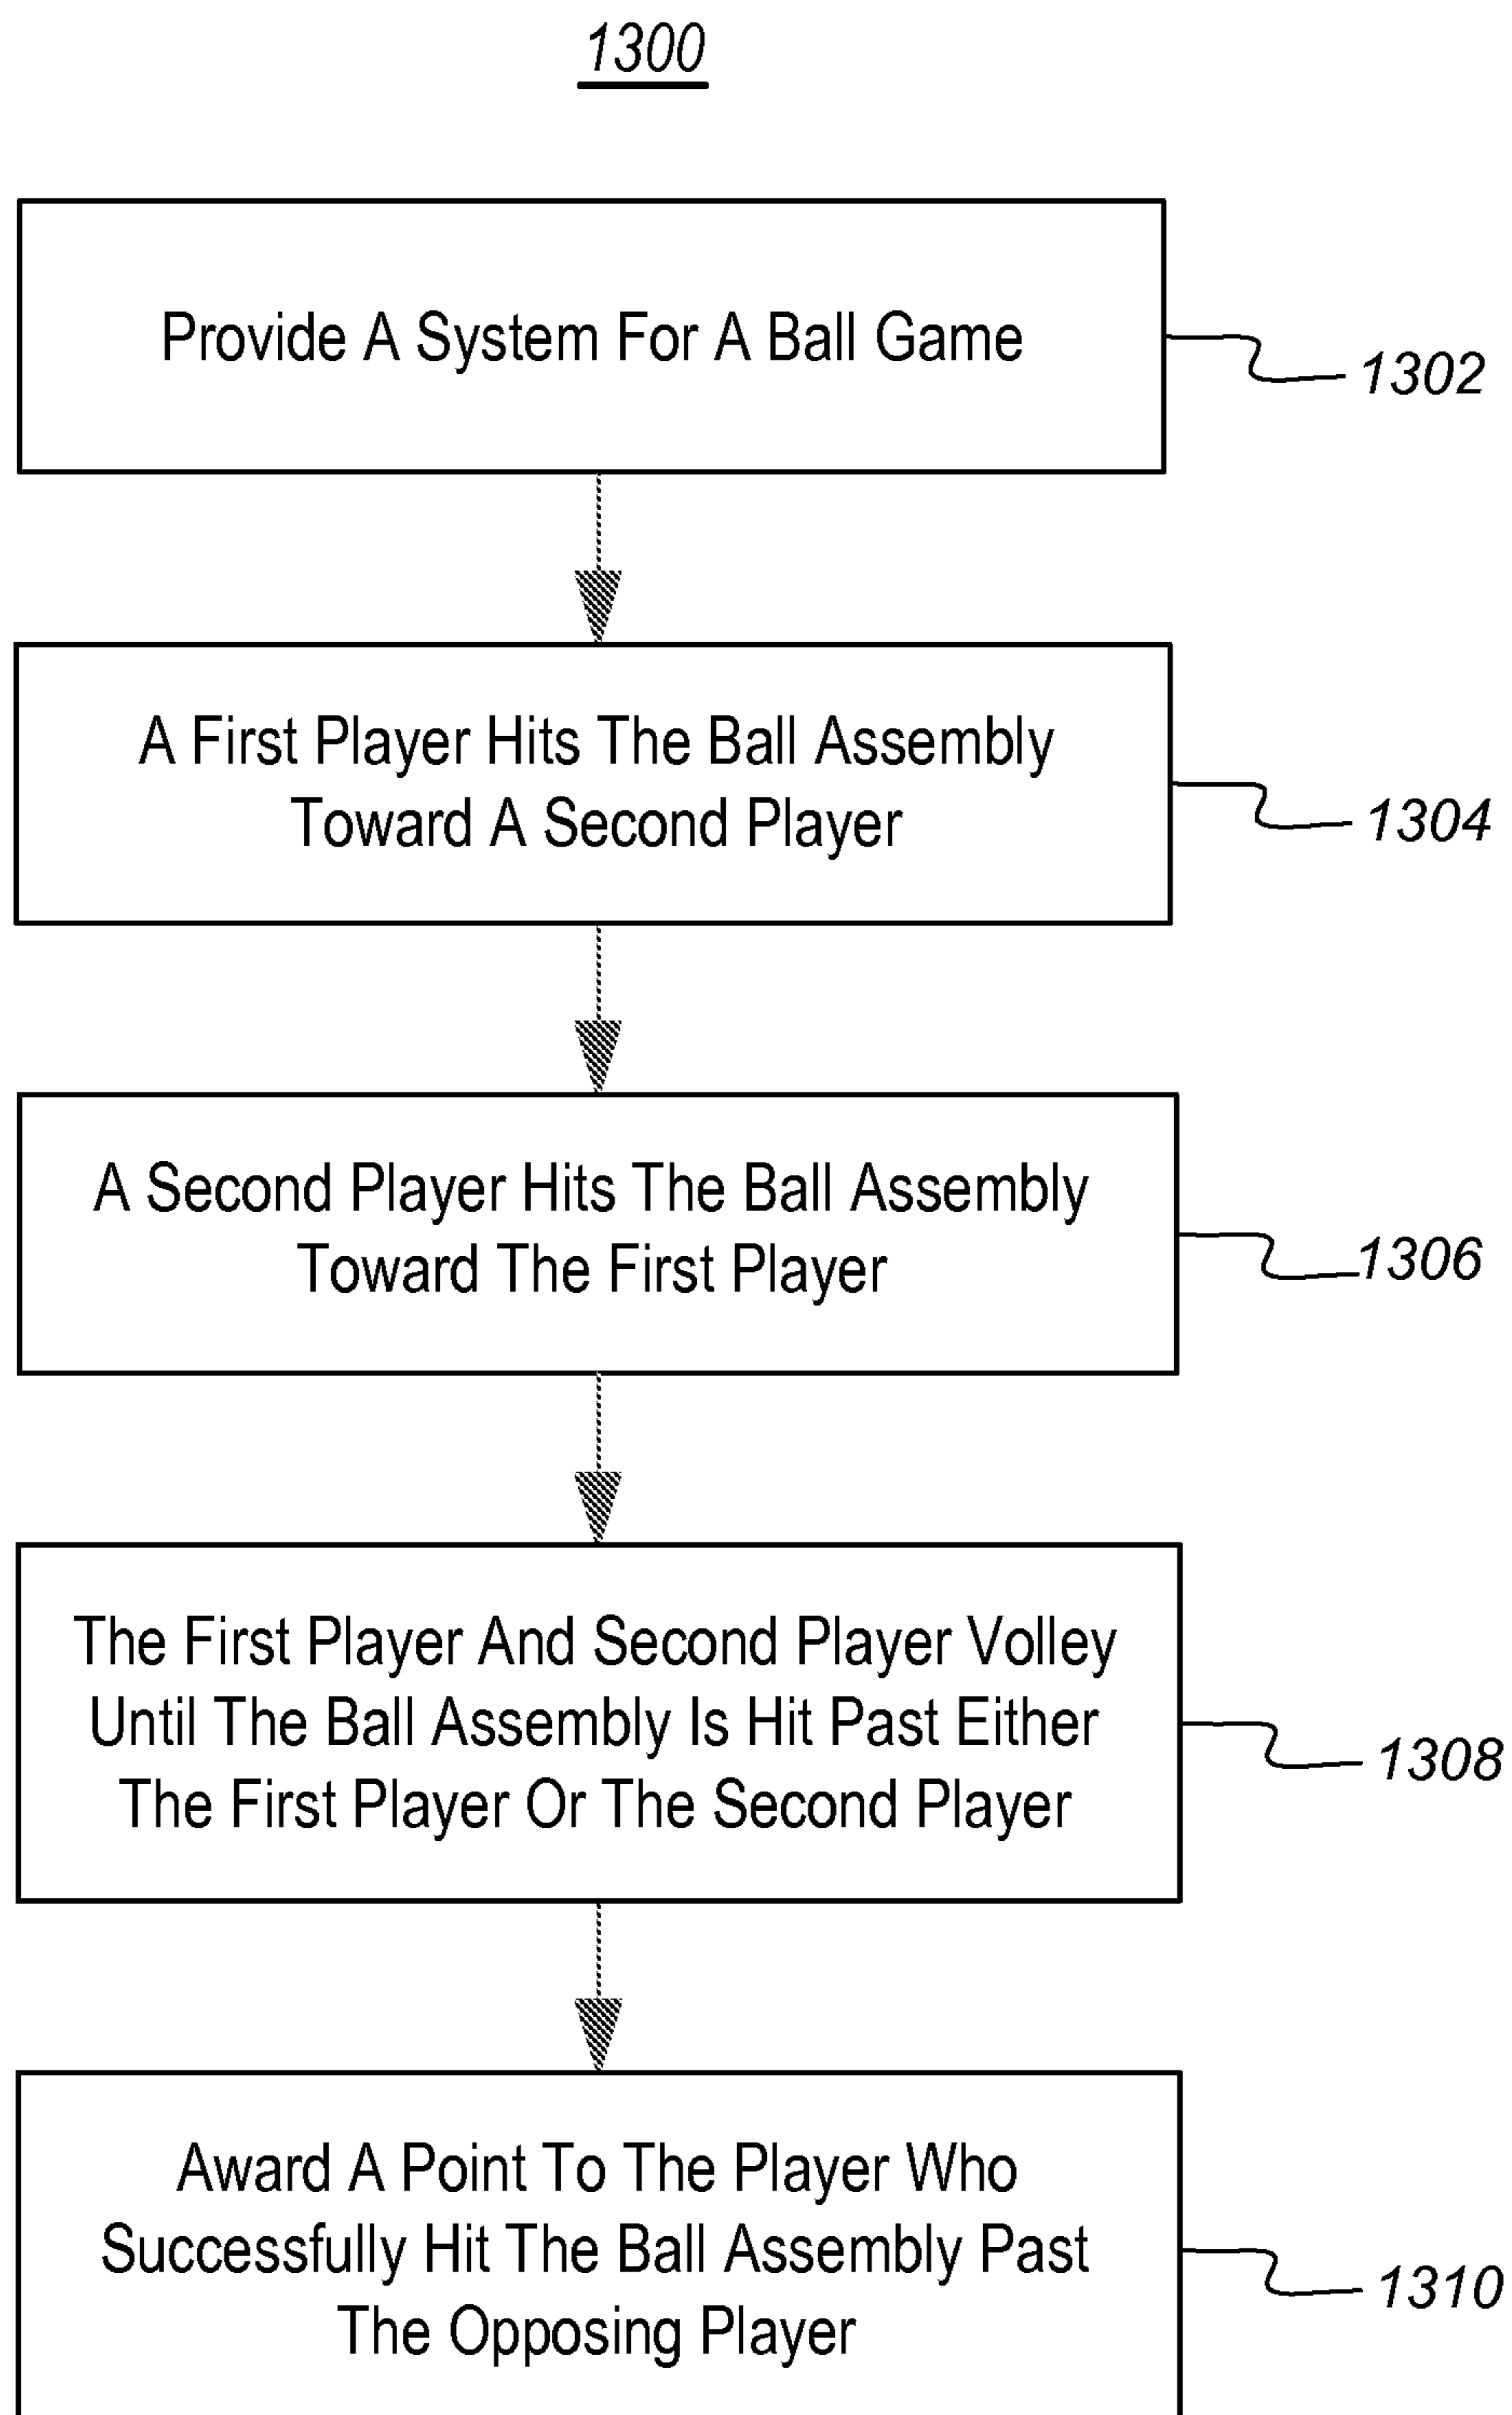 1300
Provide A System For A Ball Game
1302
A First Player Hits The Ball Assembly
Toward A Second Player
1304
A Second Player Hits The Ball Assembly
Toward The First Player
1306
The First Player And Second Player Volley
Until The Ball Assembly Is Hit Past Either
The First Player Or The Second Player
1308
Award A Point To The Player Who
Successfully Hit The Ball Assembly Past
The Opposing Player
1310